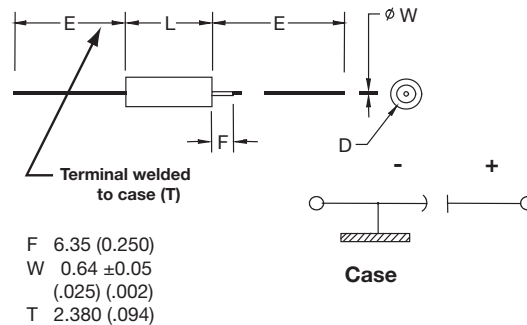 E L E ø W
F
D
Terminal welded
to case (T)
- +
Case
F 6.35 (0.250)
W 0.64 ±0.05
(.025) (.002)
T 2.380 (.094)